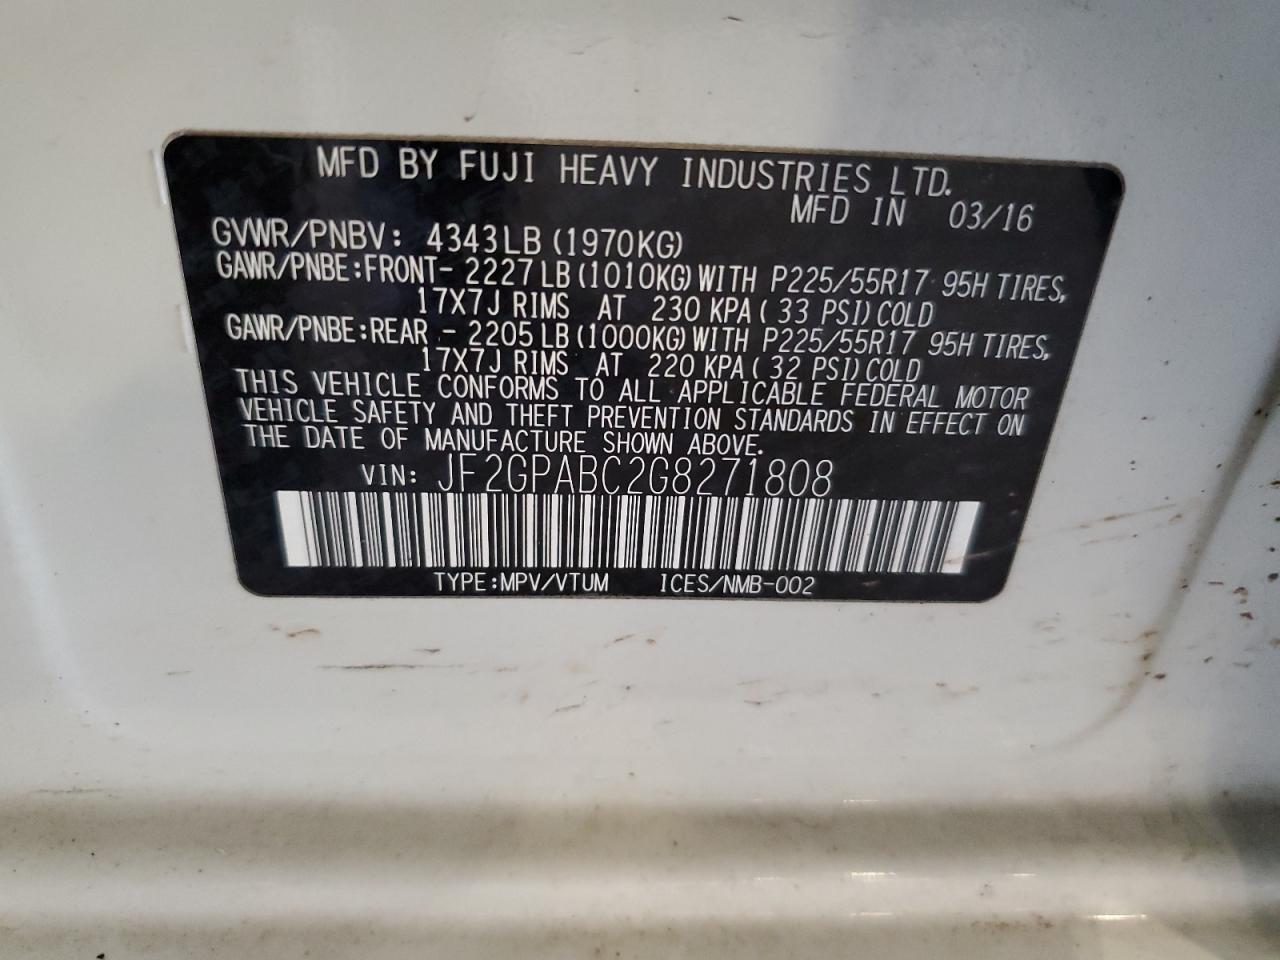 MFD BY FUJI HEAVY INDUSTRIES LTD.
MFD IN 03/16
GVWR/PNBV: 4343LB (1970KG)
GAWR/PNBE:FRONT- 2227LB (1010KG) WITH P225/55R17 95H TIRES,
17X7J RIMS AT 230 KPA ( 33 PSI) COLD
GAWR/PNBE:REAR - 2205LB (1000KG) WITH P225/55R17 95H TIRES,
17X7J RIMS AT 220 KPA ( 32 PSI) COLD
THIS VEHICLE CONFORMS TO ALL APPLICABLE FEDERAL MOTOR
VEHICLE SAFETY AND THEFT PREVENTION STANDARDS IN EFFECT ON
THE DATE OF MANUFACTURE SHOWN ABOVE.
VIN: JF2GPABC2G8271808
TYPE:MPV/VTUM ICES/NMB-002